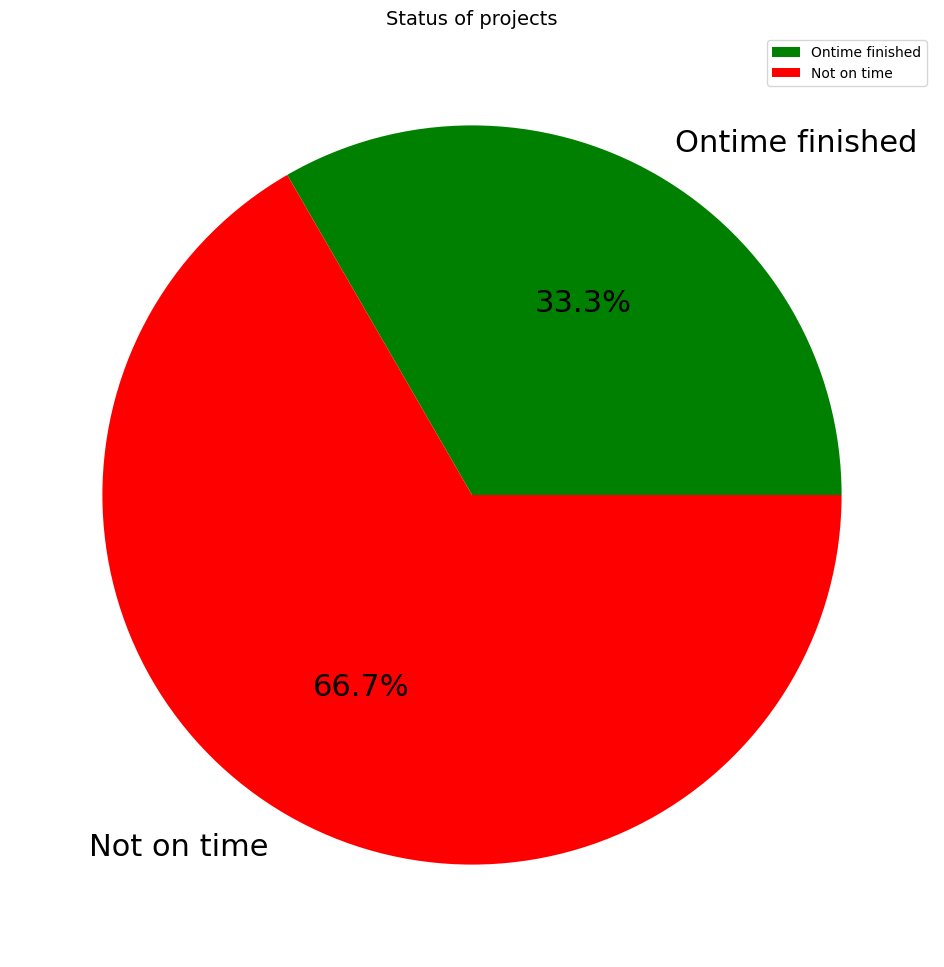 Status of projects
Ontime finished
Not on time
Ontime finished
33.3%
66.7%
Not on time